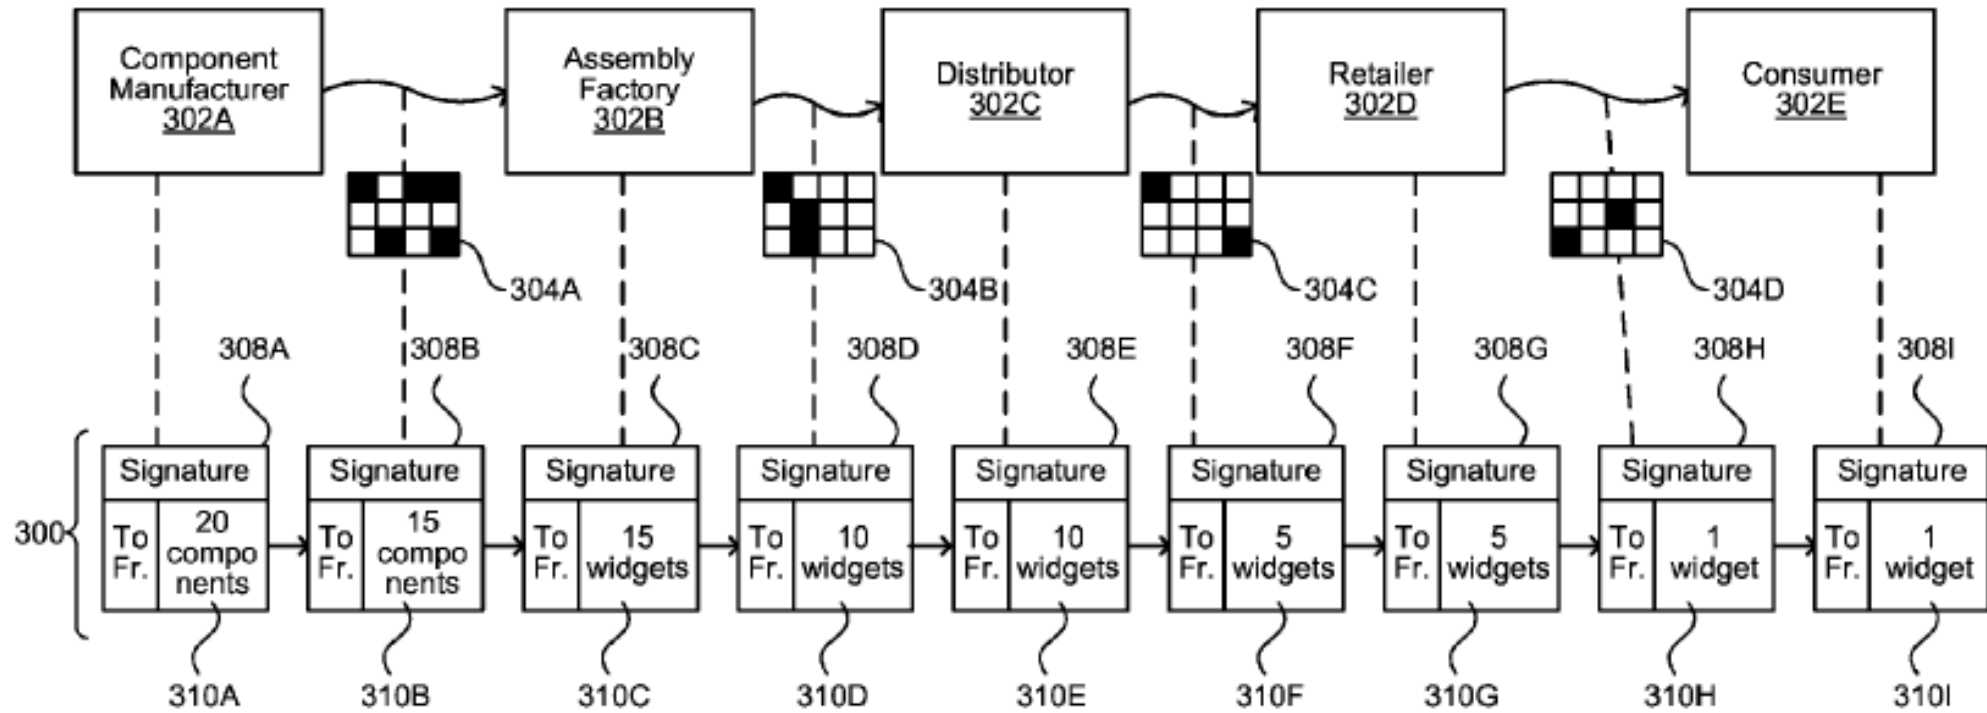 Component
Manufacturer
302A
Assembly
Factory
302B
Distributor
302C
Retailer
302D
Consumer
302E
304A
304B
304C
304D
308A
308B
308C
308D
308E
308F
308G
308H
308I
300
Signature
To
Fr.
20
compo
nents
Signature
To
Fr.
15
compo
nents
Signature
To
Fr.
15
widgets
Signature
To
Fr.
10
widgets
Signature
To
Fr.
10
widgets
Signature
To
Fr.
5
widgets
Signature
To
Fr.
5
widgets
Signature
To
Fr.
1
widget
Signature
To
Fr.
1
widget
310A
310B
310C
310D
310E
310F
310G
310H
310I